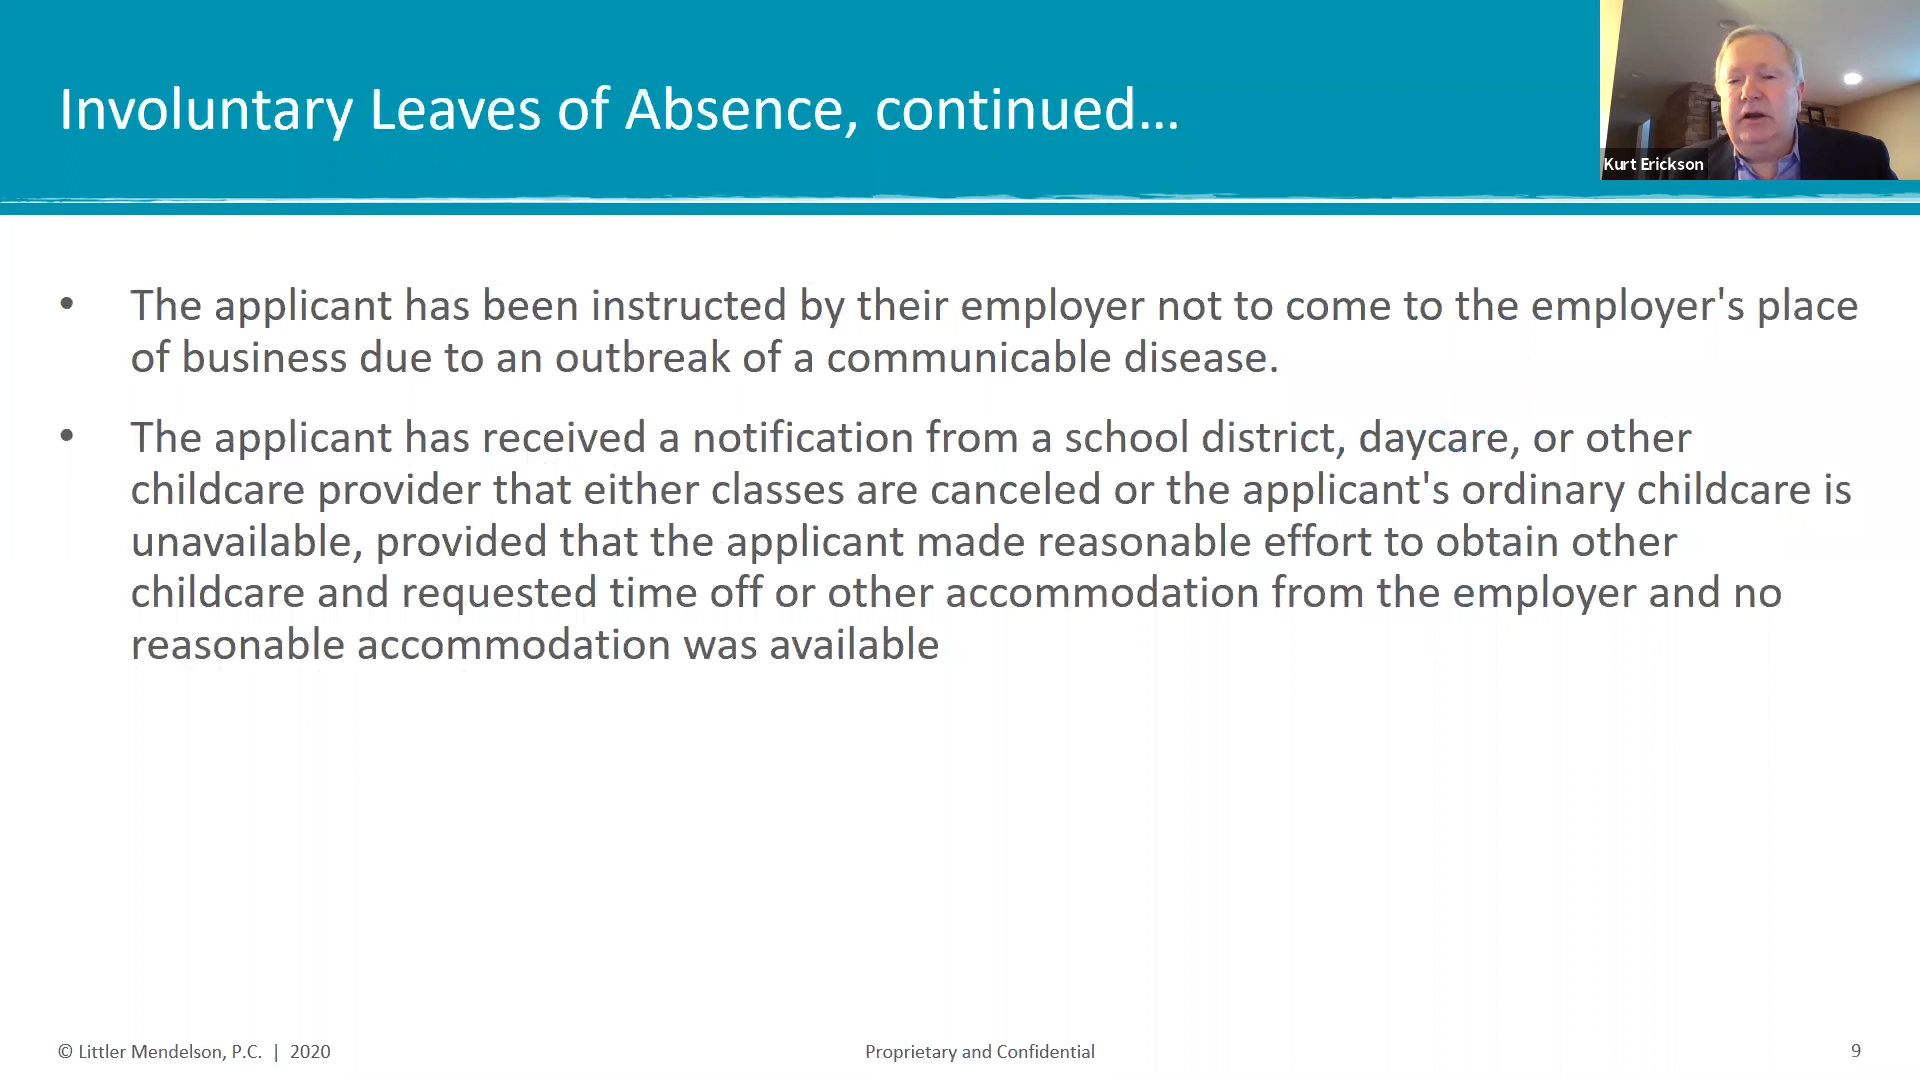 Involuntary Leaves of Absence, continued...
Kurt Erickson
• The applicant has been instructed by their employer not to come to the employer's place
of business due to an outbreak of a communicable disease.
• The applicant has received a notification from a school district, daycare, or other
childcare provider that either classes are canceled or the applicant's ordinary childcare is
unavailable, provided that the applicant made reasonable effort to obtain other
childcare and requested time off or other accommodation from the employer and no
reasonable accommodation was available
© Littler Mendelson, P.C. | 2020
Proprietary and Confidential
9